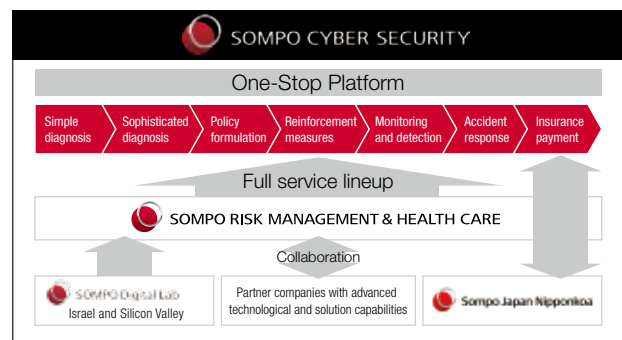 SOMPO CYBER SECURITY
One-Stop Platform
Simple
diagnosis
Sophisticated
diagnosis
Policy
formulation
Reinforcement
measures
Monitoring
and detection
Accident
response
Insurance
payment
Full service lineup
SOMPO RISK MANAGEMENT & HEALTH CARE
Collaboration
SOMPO Digital Lab
Israel and Silicon Valley
Partner companies with advanced
technological and solution capabilities
Sompo Japan Nipponkoa